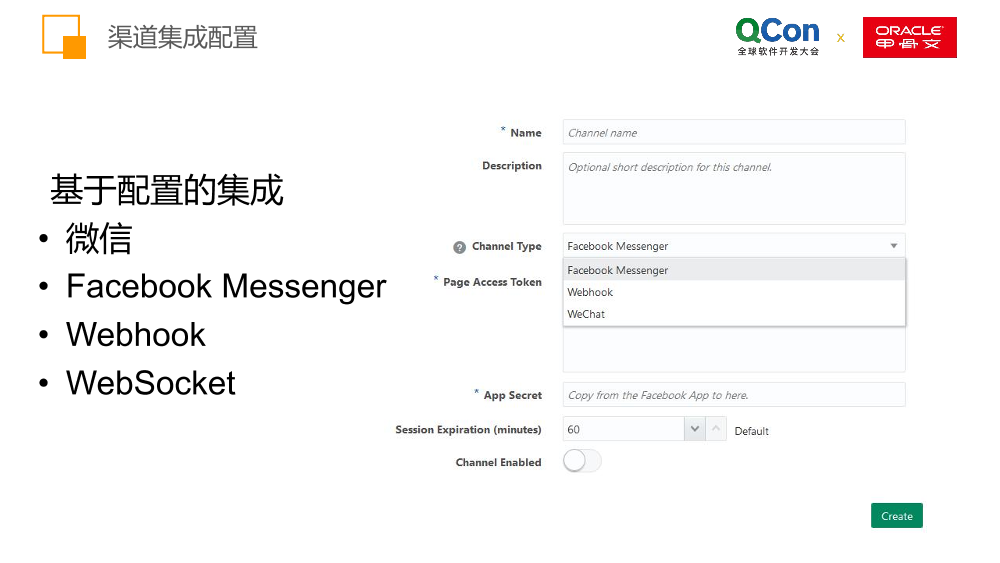 渠道集成配置
QCon
全球软件开发大会
x
ORACLE
甲骨文
基于配置的集成
• 微信
• Facebook Messenger
• Webhook
• WebSocket
* Name
Channel name
Description
Optional short description for this channel.
? Channel Type
Facebook Messenger
Facebook Messenger
Webhook
WeChat
* Page Access Token
* App Secret
Copy from the Facebook App to here.
Session Expiration (minutes)
60
Default
Channel Enabled
Create